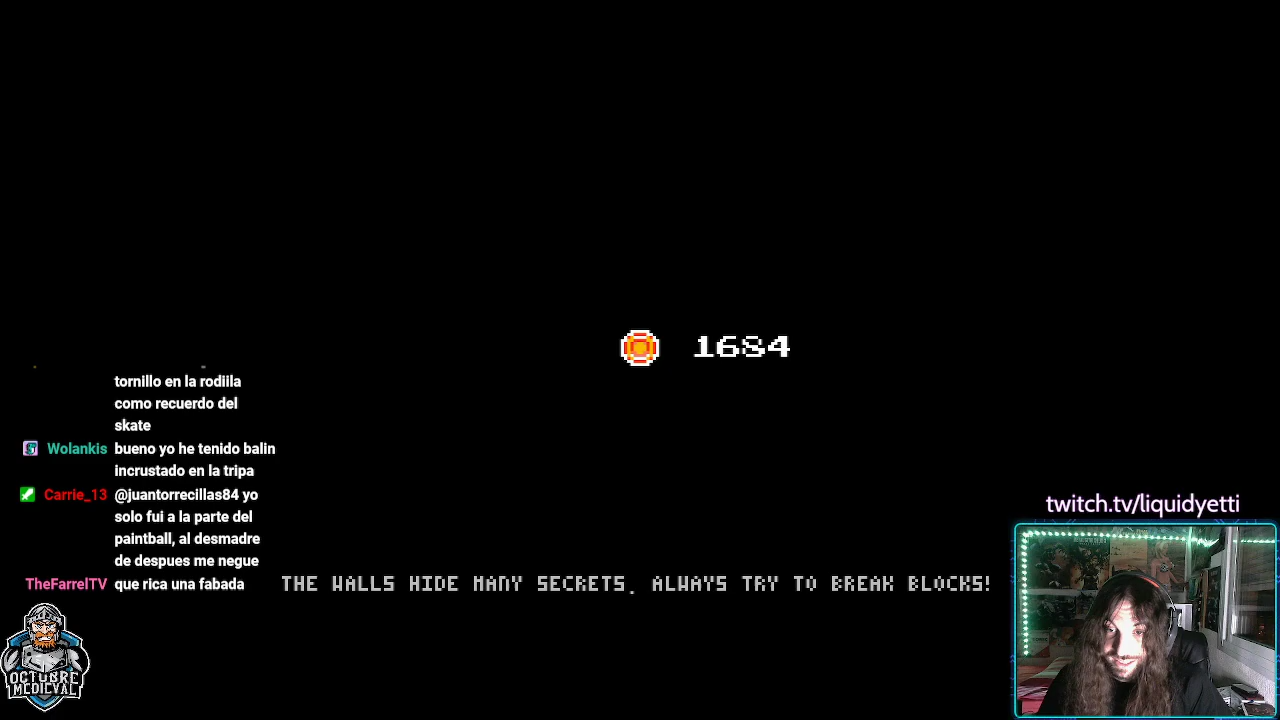 1684
tornillo en la rodiila
como recuerdo del
skate
Wolankis bueno yo he tenido balin
incrustado en la tripa
Carrie_13 @juantorrecillas84 yo
solo fui a la parte del
paintball, al desmadre
de despues me negue
TheFarrelTV que rica una fabada
THE WALLS HIDE MANY SECRETS. ALWAYS TRY TO BREAK BLOCKS!
twitch.tv/liquidyetti
OCTUBRE
MEDIEVAL